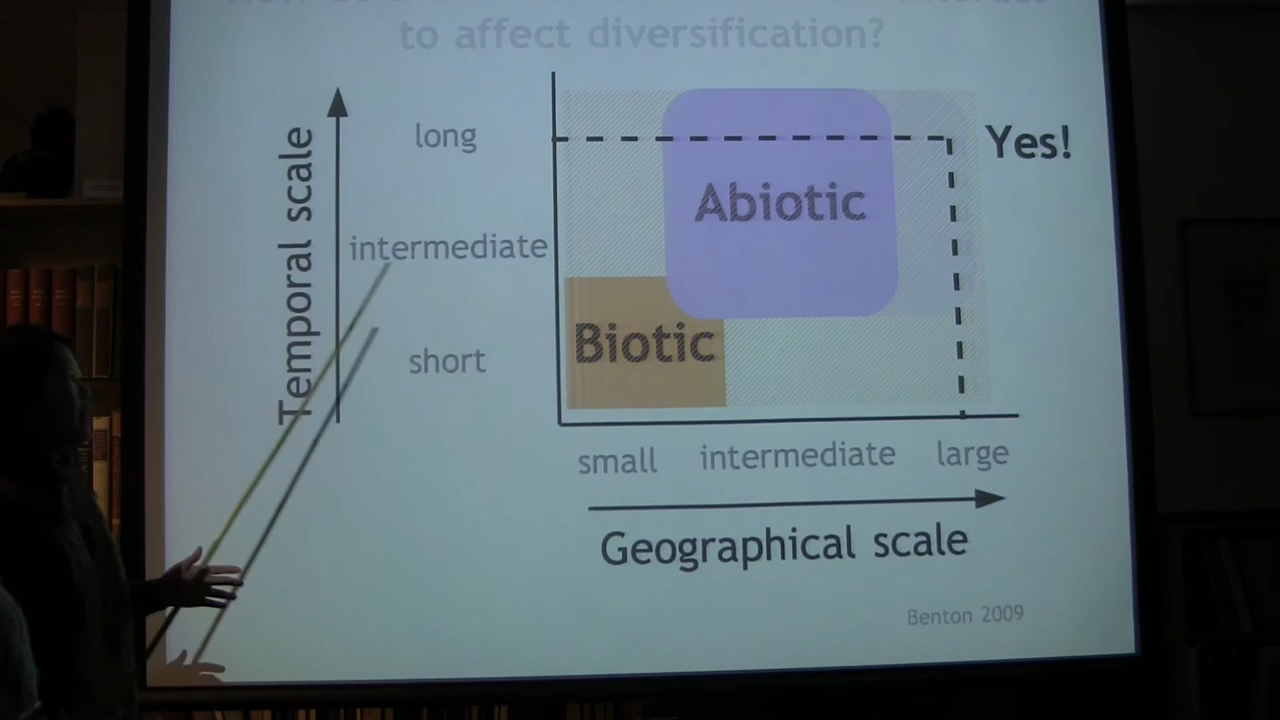 to affect diversification?
Temporal scale
long
intermediate
short
Abiotic
Biotic
Yes!
small intermediate large
Geographical scale
Benton 2009